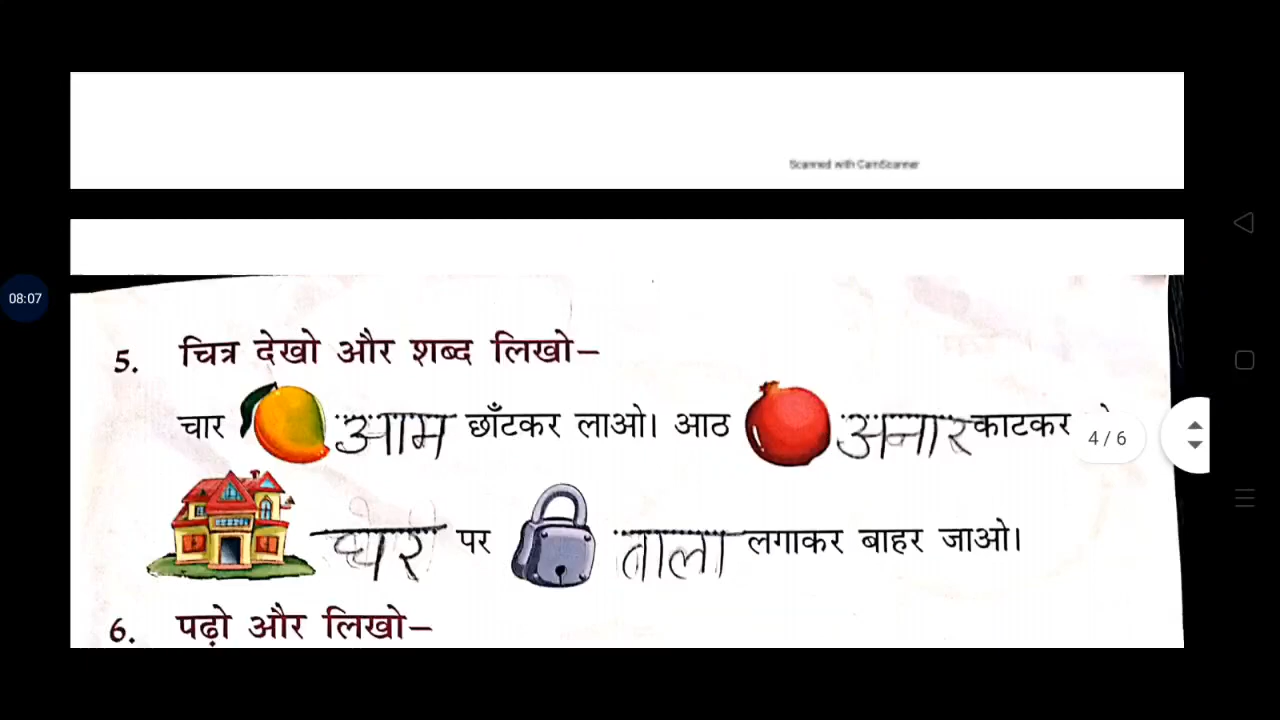 Scanned with CamScanner
5. चित्र देखो और शब्द लिखो–
चार आम छाँटकर लाओ। आठ अनार काटकर
4/6
08:07
घर पर ताला लगाकर बाहर जाओ।
6. पढ़ो और लिखो–